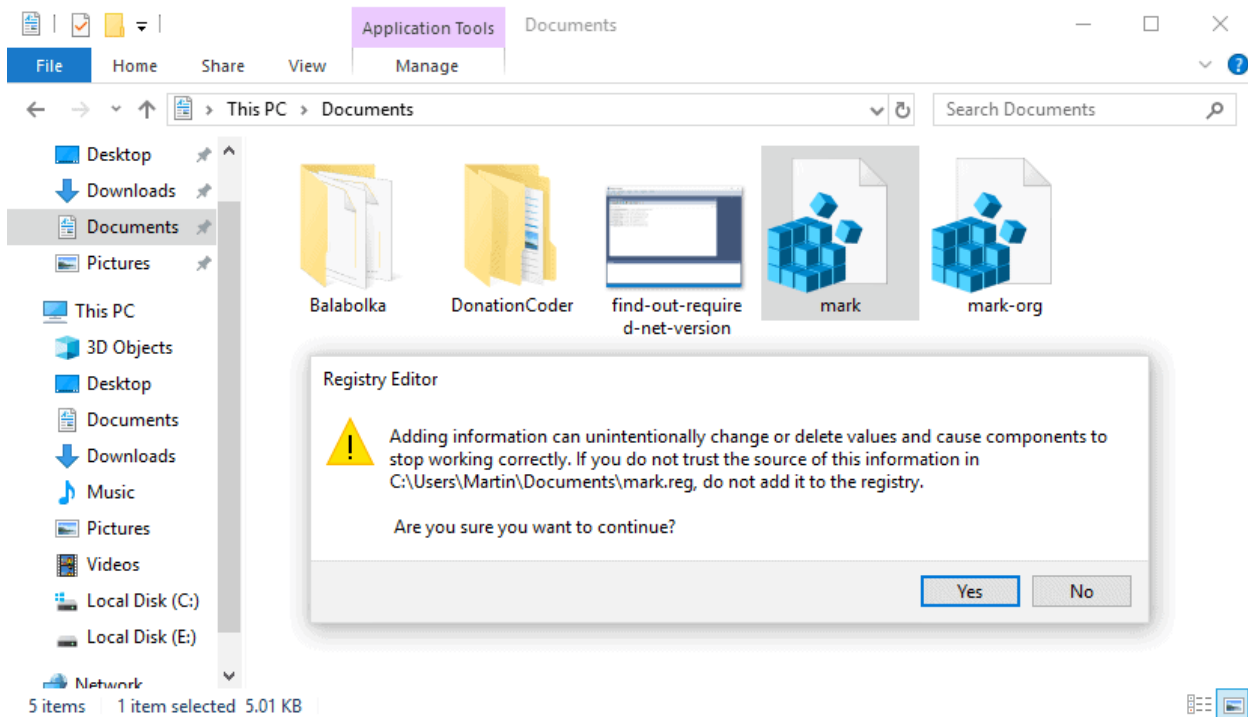 Application Tools
Documents
File
Home
Share
View
Manage
?
This PC
Documents
Search Documents
Desktop
Downloads
Documents
Pictures
This PC
3D Objects
Desktop
Documents
Downloads
Music
Pictures
Videos
Local Disk (C:)
Local Disk (E:)
Network
Balabolka
DonationCoder
find-out-require
d-net-version
mark
mark-org
Registry Editor
Adding information can unintentionally change or delete values and cause components to
stop working correctly. If you do not trust the source of this information in
C:\Users\Martin\Documents\mark.reg, do not add it to the registry.
Are you sure you want to continue?
Yes
No
5 items
1 item selected 5.01 KB